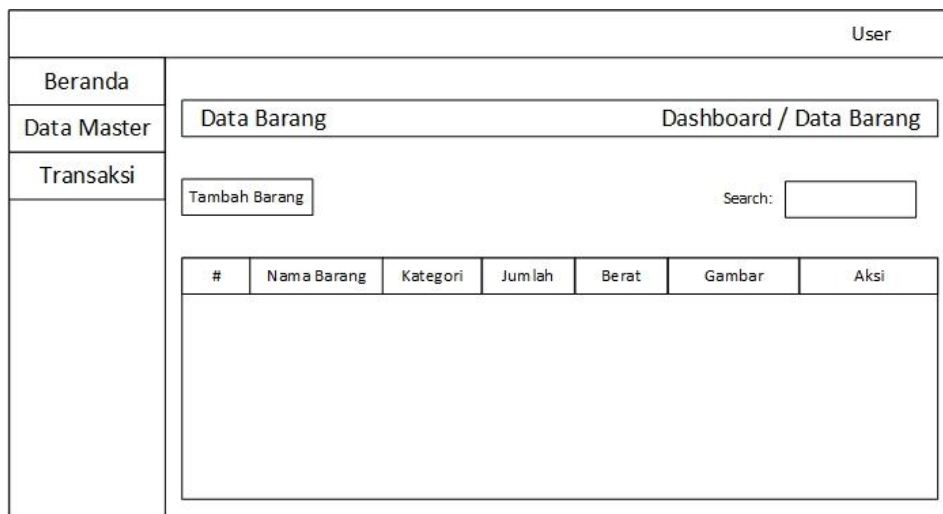 User
Beranda
Data Master
Transaksi
Data Barang Dashboard / Data Barang
Tambah Barang Search:
# Nama Barang Kategori Jumlah Berat Gambar Aksi